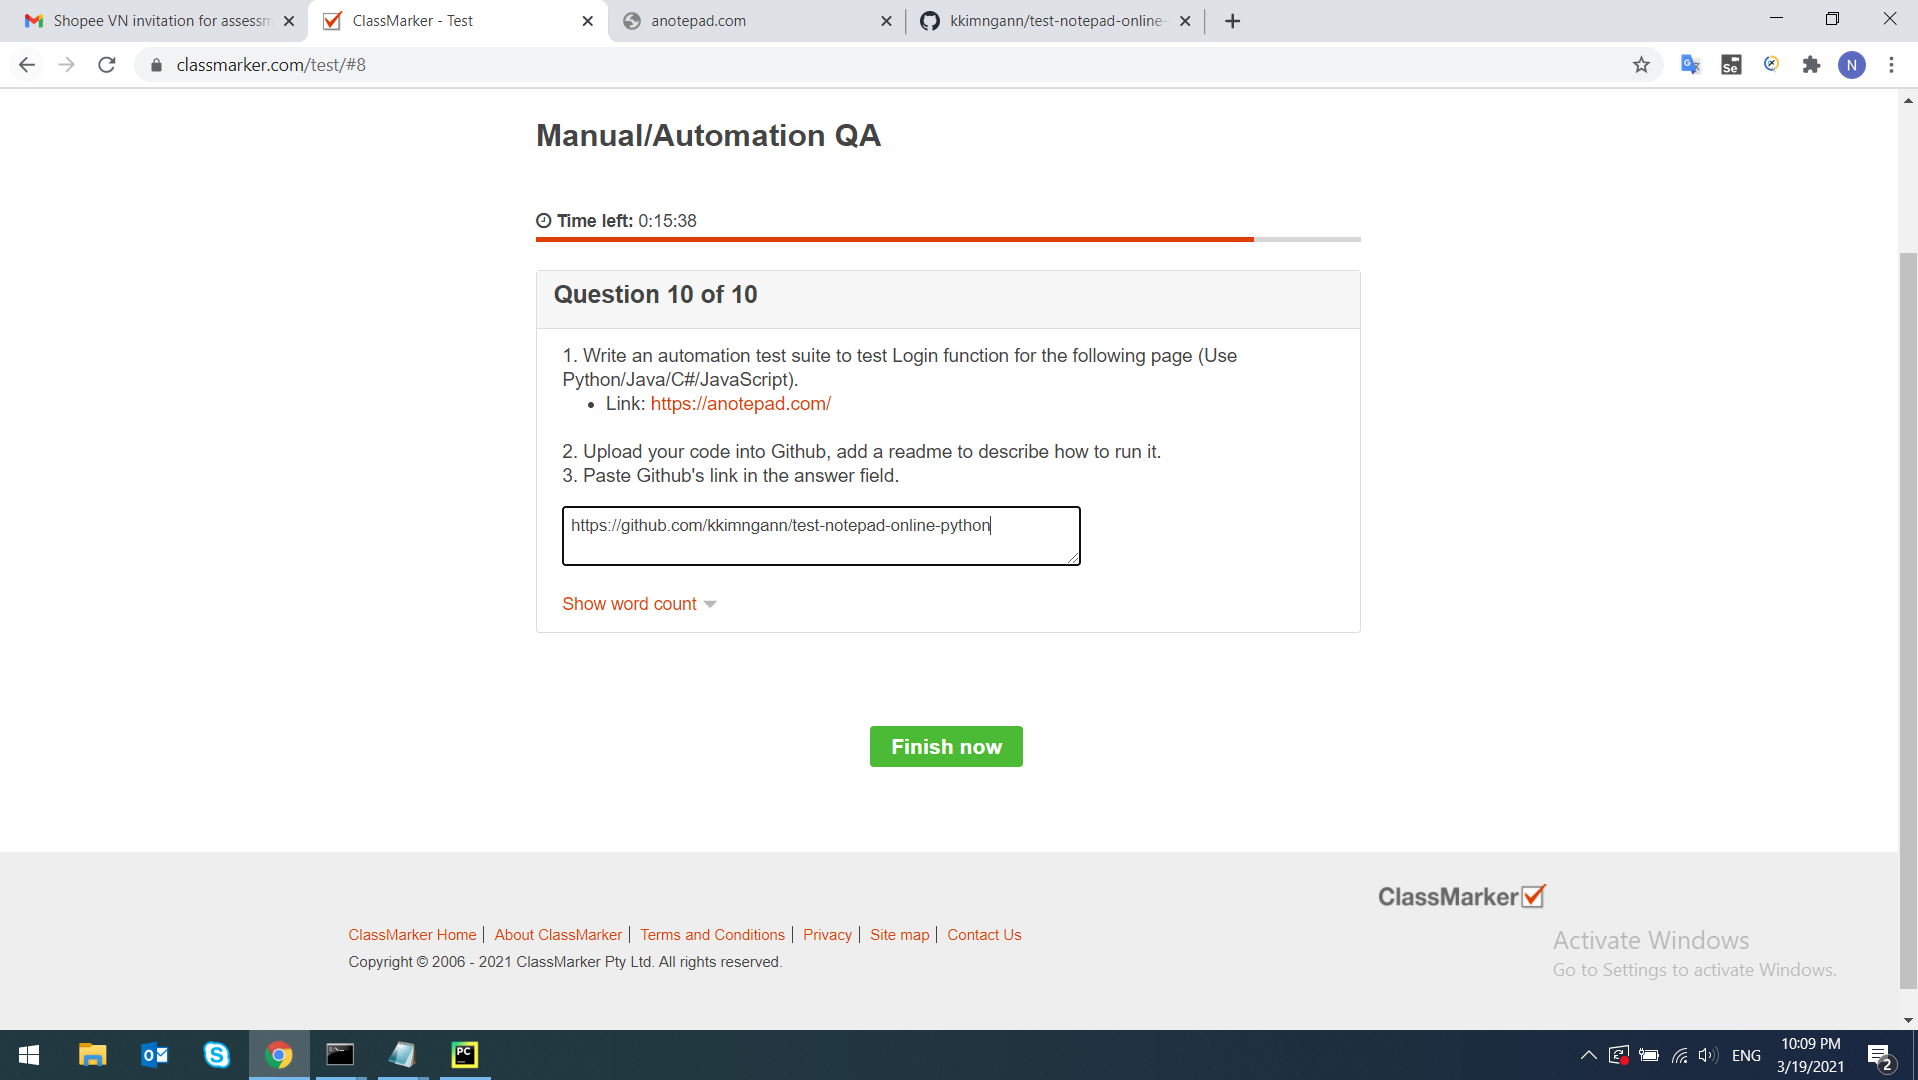 Shopee VN invitation for assessm
ClassMarker - Test
anotepad.com
kkimngann/test-notepad-online-
classmarker.com/test/#8
Se
N
Manual/Automation QA
Time left: 0:15:38
Question 10 of 10
1. Write an automation test suite to test Login function for the following page (Use
Python/Java/C#/JavaScript).
• Link: https://anotepad.com/
2. Upload your code into Github, add a readme to describe how to run it.
3. Paste Github's link in the answer field.
https://github.com/kkimngann/test-notepad-online-python
Show word count
Finish now
ClassMarker
ClassMarker Home | About ClassMarker | Terms and Conditions | Privacy | Site map | Contact Us
Copyright © 2006 - 2021 ClassMarker Pty Ltd. All rights reserved.
Activate Windows
Go to Settings to activate Windows.
PC
ENG
10:09 PM
3/19/2021
2